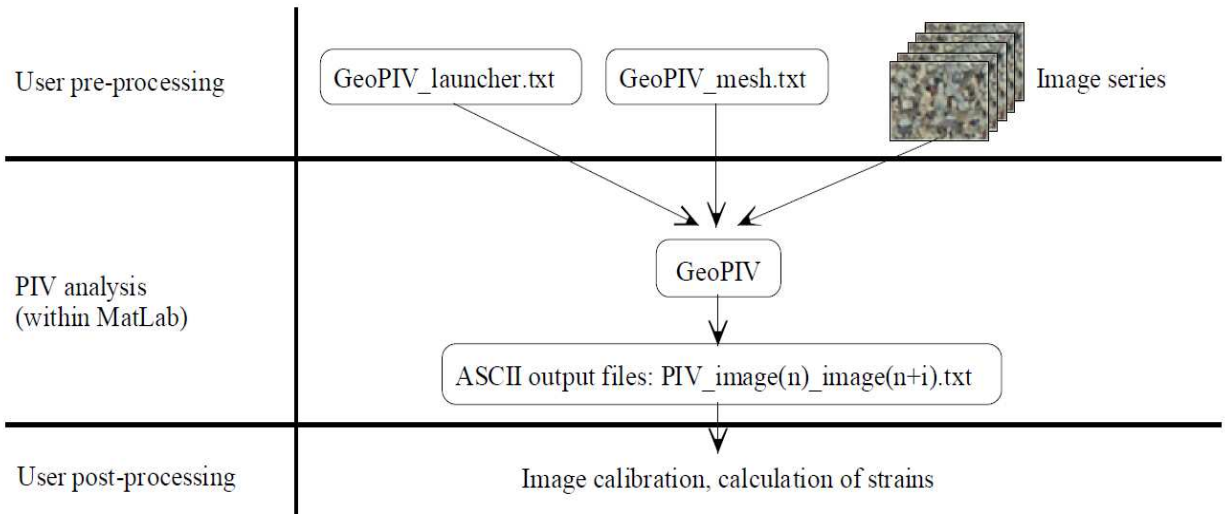 User pre-processing
GeoPIV_launcher.txt
GeoPIV_mesh.txt
Image series
PIV analysis
(within MatLab)
GeoPIV
ASCII output files: PIV_image(n)_image(n+i).txt
User post-processing
Image calibration, calculation of strains